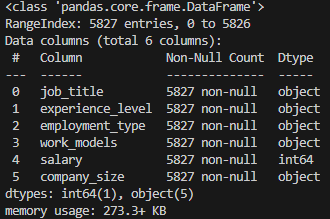 <class 'pandas.core.frame.DataFrame'>
RangeIndex: 5827 entries, 0 to 5826
Data columns (total 6 columns):
 #   Column            Non-Null Count  Dtype
---  ------            --------------  -----
 0   job_title         5827 non-null   object
 1   experience_level  5827 non-null   object
 2   employment_type   5827 non-null   object
 3   work_models       5827 non-null   object
 4   salary            5827 non-null   int64
 5   company_size      5827 non-null   object
dtypes: int64(1), object(5)
memory usage: 273.3+ KB